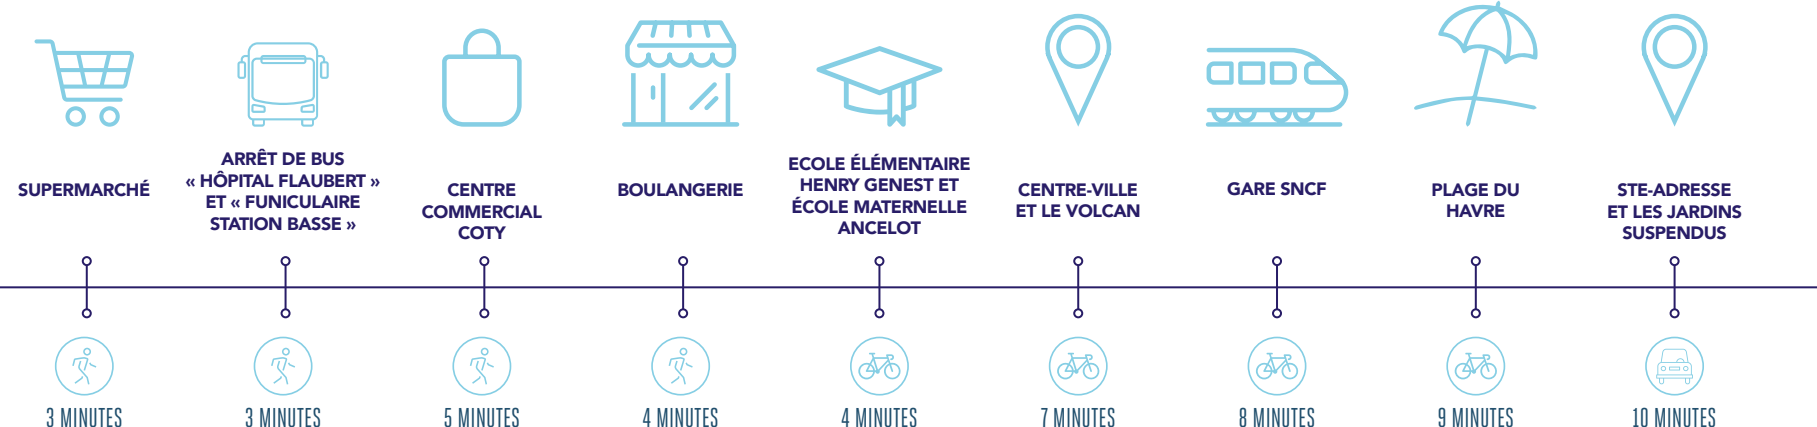 SUPERMARCHÉ
ARRÊT DE BUS
« HÔPITAL FLAUBERT »
ET « FUNICULAIRE
STATION BASSE »
CENTRE
COMMERCIAL
COTY
BOULANGERIE
ECOLE ÉLÉMENTAIRE
HENRY GENEST ET
ÉCOLE MATERNELLE
ANCELOT
CENTRE-VILLE
ET LE VOLCAN
GARE SNCF
PLAGE DU
HAVRE
STE-ADRESSE
ET LES JARDINS
SUSPENDUS
3 MINUTES
3 MINUTES
5 MINUTES
4 MINUTES
4 MINUTES
7 MINUTES
8 MINUTES
9 MINUTES
10 MINUTES